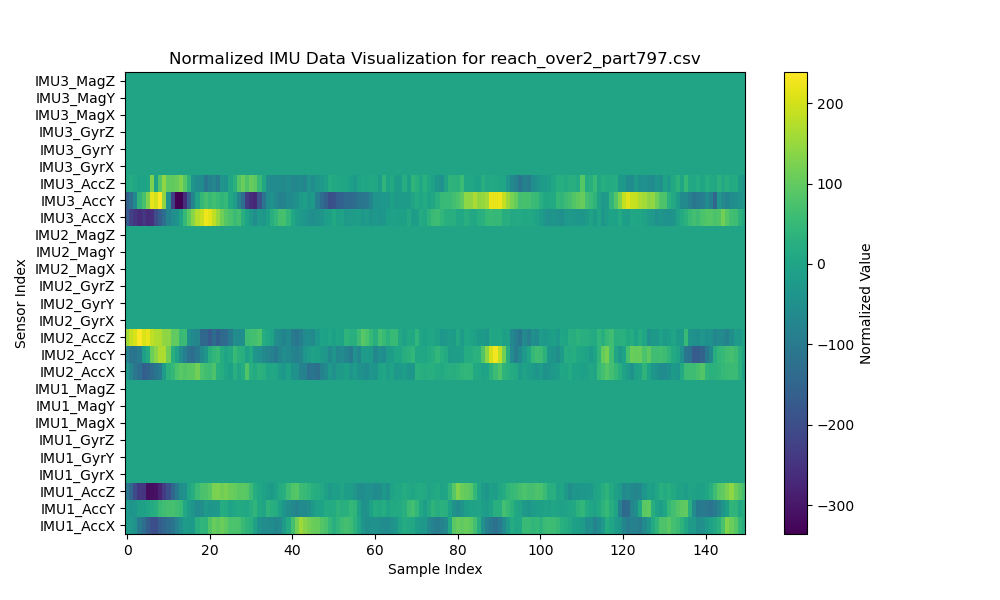 Normalized IMU Data Visualization for reach_over2_part797.csv
IMU3_MagZ
IMU3_MagY
IMU3_MagX
IMU3_GyrZ
IMU3_GyrY
IMU3_GyrX
IMU3_AccZ
IMU3_AccY
IMU3_AccX
IMU2_MagZ
IMU2_MagY
IMU2_MagX
IMU2_GyrZ
IMU2_GyrY
IMU2_GyrX
IMU2_AccZ
IMU2_AccY
IMU2_AccX
IMU1_MagZ
IMU1_MagY
IMU1_MagX
IMU1_GyrZ
IMU1_GyrY
IMU1_GyrX
IMU1_AccZ
IMU1_AccY
IMU1_AccX
Sensor Index
0 20 40 60 80 100 120 140
Sample Index
200
100
0
−100
−200
−300
Normalized Value